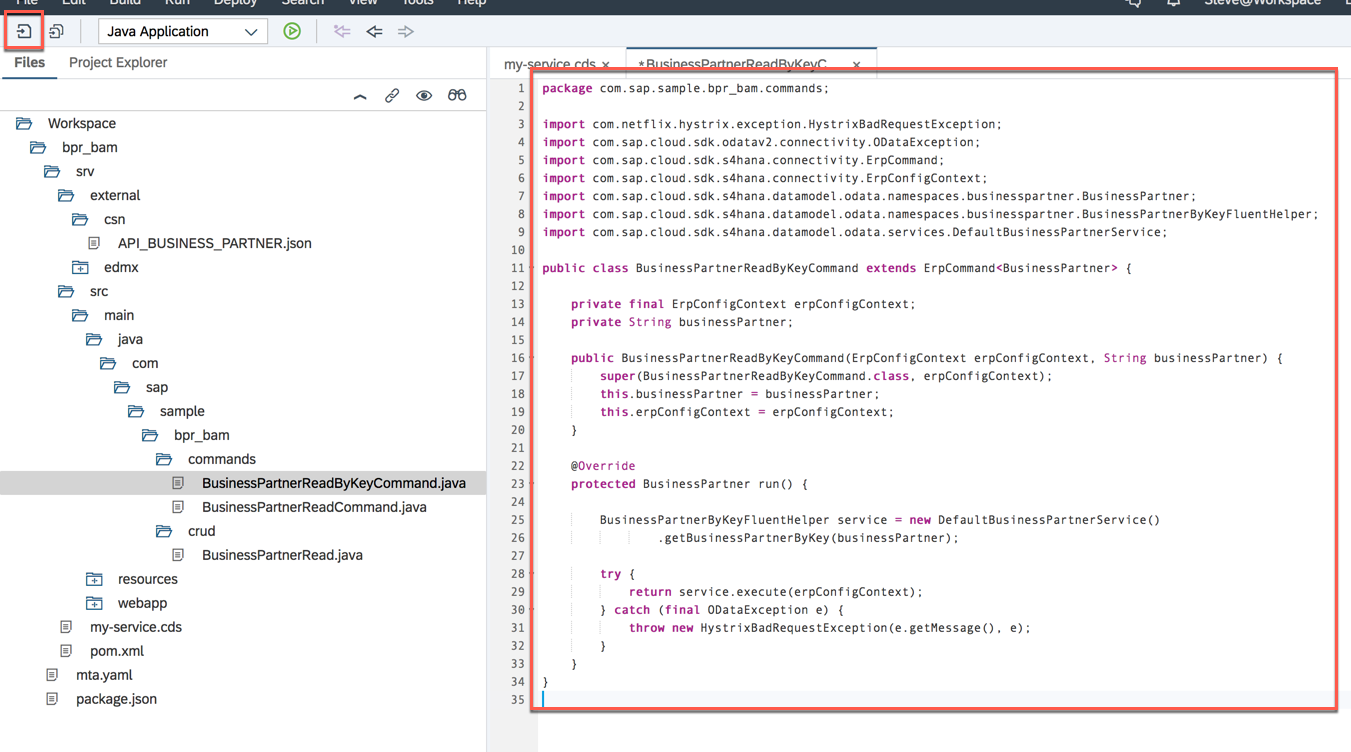 File Edit Build Run Deploy Search View Tools Help Steve@Workspace
Java Application
Files Project Explorer
my-service.cds × *BusinessPartnerReadByKeyC... ×
Workspace
bpr_bam
srv
external
csn
API_BUSINESS_PARTNER.json
edmx
src
main
java
com
sap
sample
bpr_bam
commands
BusinessPartnerReadByKeyCommand.java
BusinessPartnerReadCommand.java
crud
BusinessPartnerRead.java
resources
webapp
my-service.cds
pom.xml
mta.yaml
package.json
1 package com.sap.sample.bpr_bam.commands;
2
3 import com.netflix.hystrix.exception.HystrixBadRequestException;
4 import com.sap.cloud.sdk.odatav2.connectivity.ODataException;
5 import com.sap.cloud.sdk.s4hana.connectivity.ErpCommand;
6 import com.sap.cloud.sdk.s4hana.connectivity.ErpConfigContext;
7 import com.sap.cloud.sdk.s4hana.datamodel.odata.namespaces.businesspartner.BusinessPartner;
8 import com.sap.cloud.sdk.s4hana.datamodel.odata.namespaces.businesspartner.BusinessPartnerByKeyFluentHelper;
9 import com.sap.cloud.sdk.s4hana.datamodel.odata.services.DefaultBusinessPartnerService;
10
11 public class BusinessPartnerReadByKeyCommand extends ErpCommand<BusinessPartner> {
12
13 private final ErpConfigContext erpConfigContext;
14 private String businessPartner;
15
16 public BusinessPartnerReadByKeyCommand(ErpConfigContext erpConfigContext, String businessPartner) {
17 super(BusinessPartnerReadByKeyCommand.class, erpConfigContext);
18 this.businessPartner = businessPartner;
19 this.erpConfigContext = erpConfigContext;
20 }
21
22 @Override
23 protected BusinessPartner run() {
24
25 BusinessPartnerByKeyFluentHelper service = new DefaultBusinessPartnerService()
26 .getBusinessPartnerByKey(businessPartner);
27
28 try {
29 return service.execute(erpConfigContext);
30 } catch (final ODataException e) {
31 throw new HystrixBadRequestException(e.getMessage(), e);
32 }
33 }
34 }
35